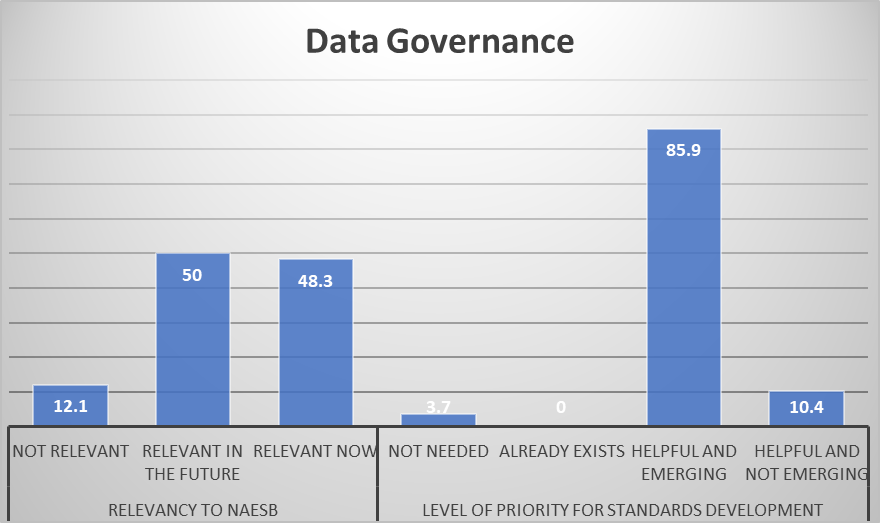 Data Governance
85.9
50
48.3
12.1
3.7
0
10.4
NOT RELEVANT
RELEVANT IN
THE FUTURE
RELEVANT NOW
NOT NEEDED
ALREADY EXISTS
HELPFUL AND
EMERGING
HELPFUL AND
NOT EMERGING
RELEVANCY TO NAESB
LEVEL OF PRIORITY FOR STANDARDS DEVELOPMENT